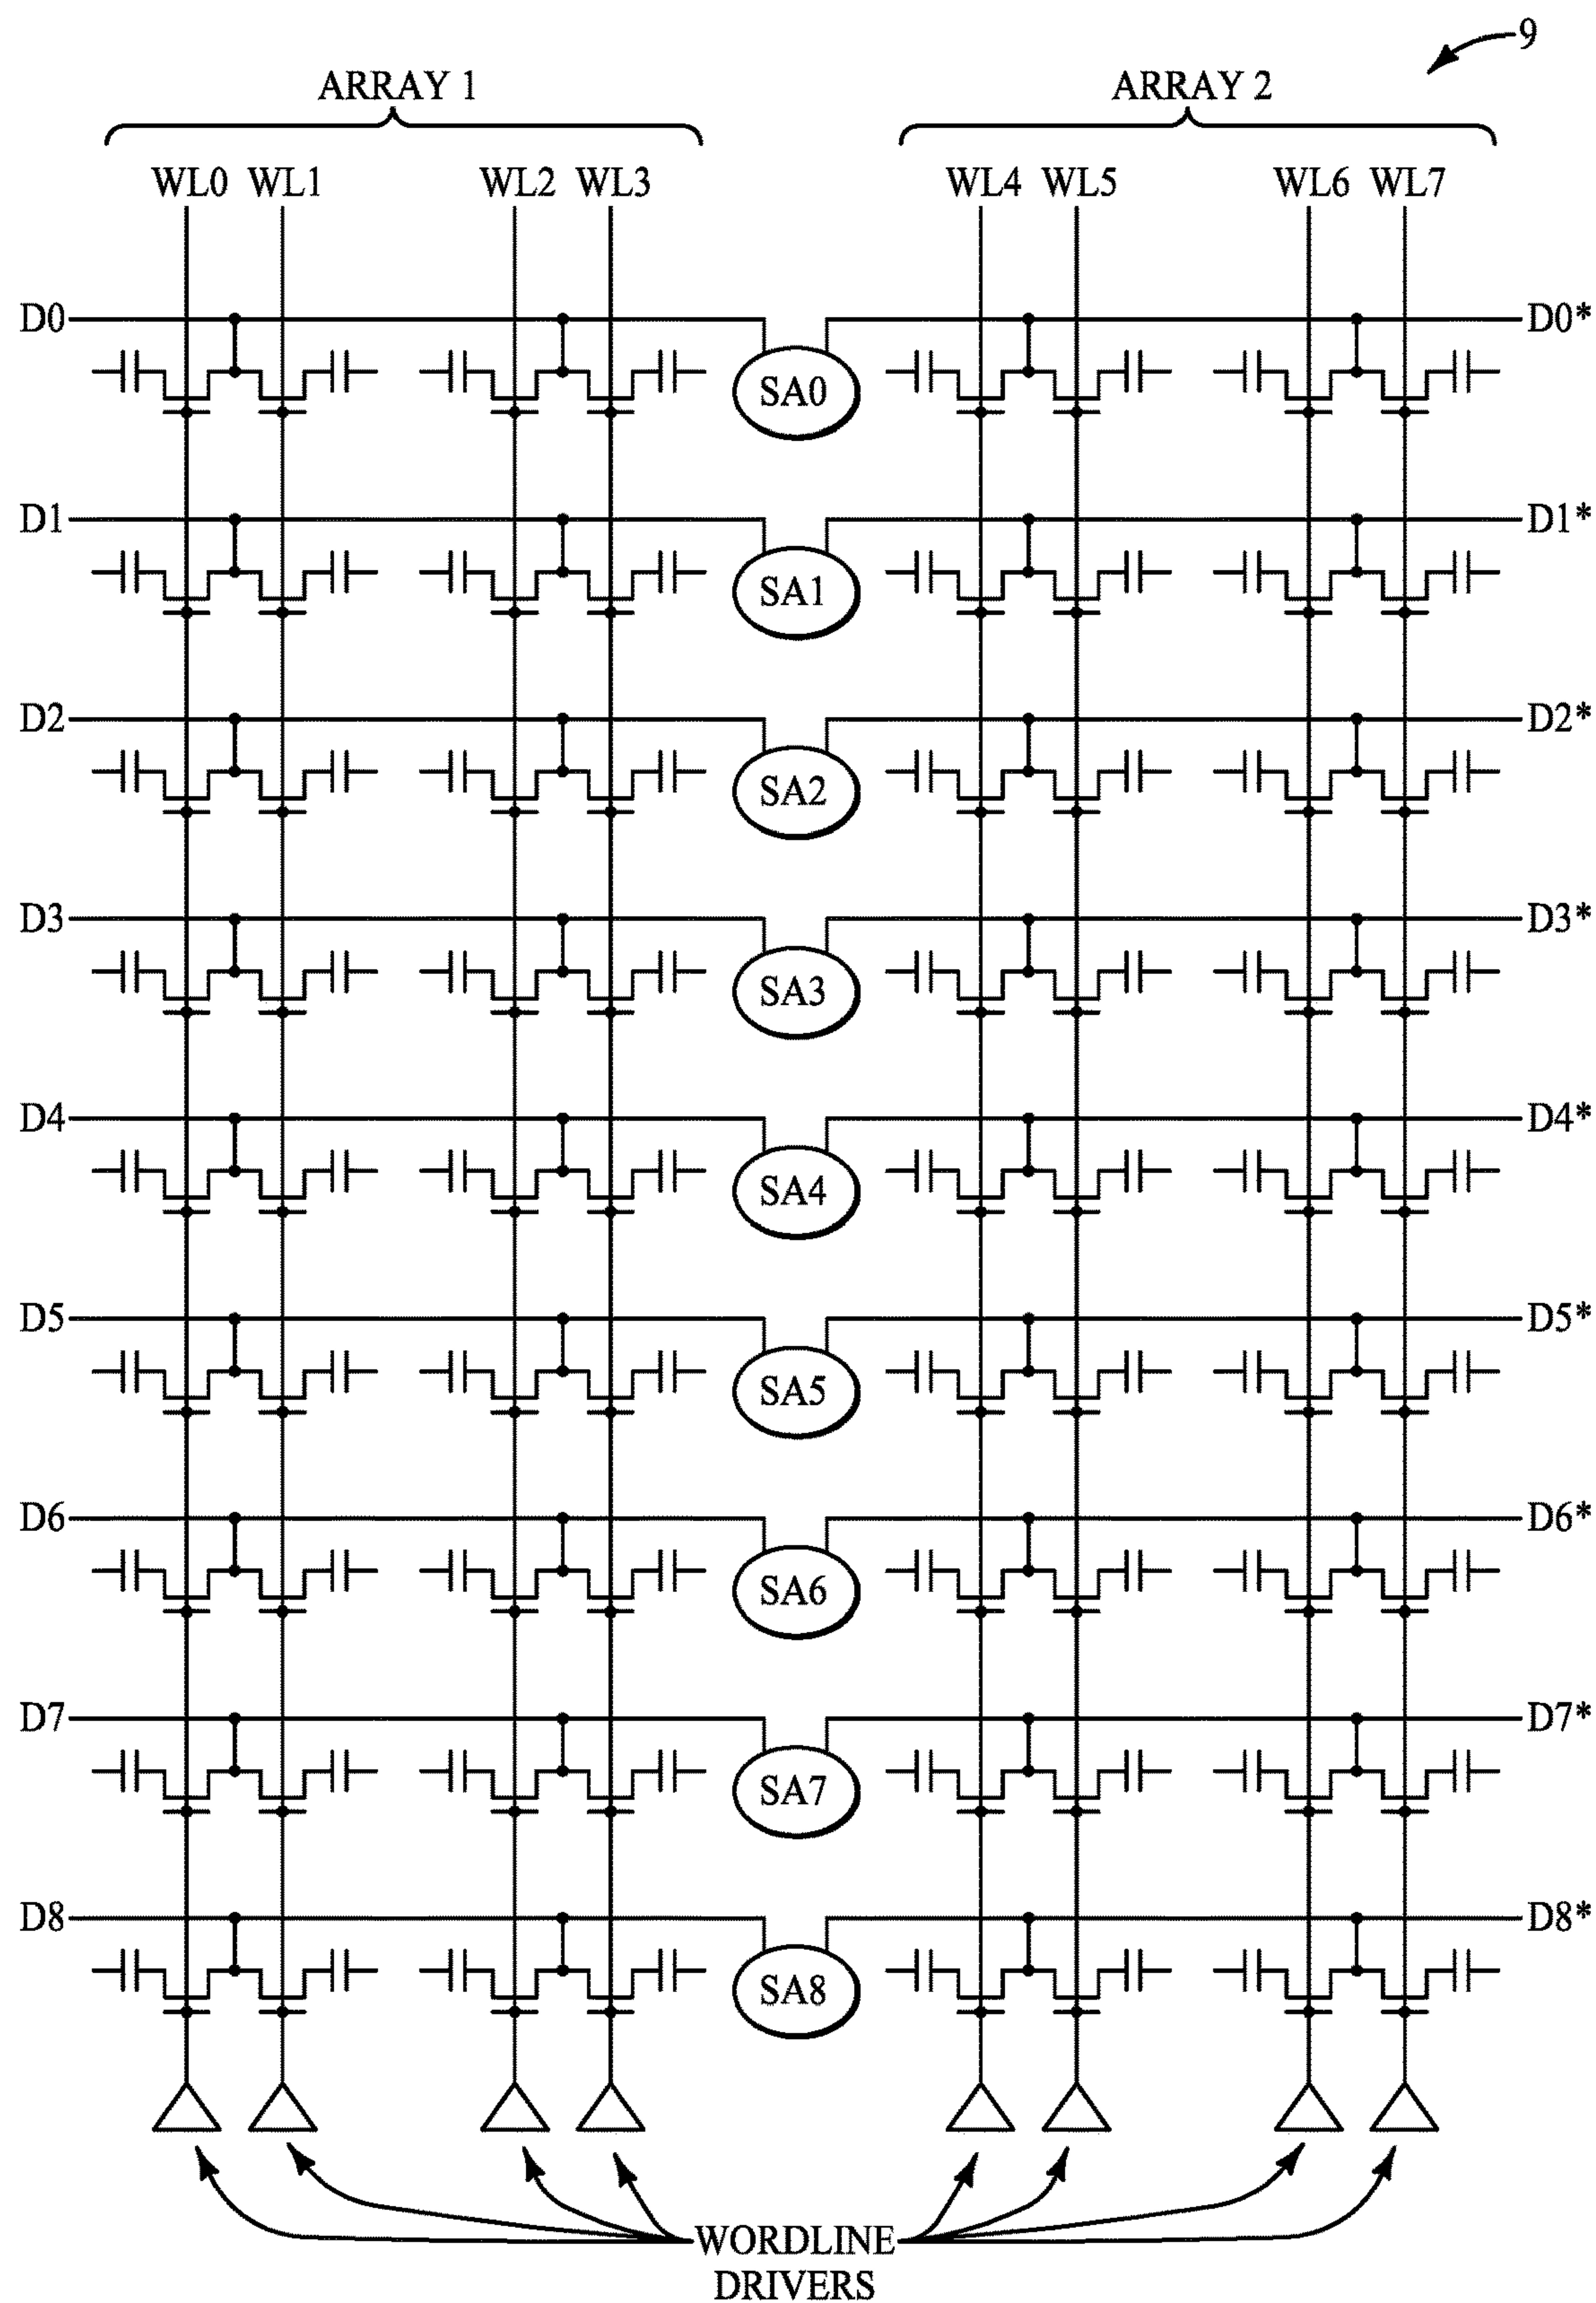 9
ARRAY 1 ARRAY 2
WL0 WL1 WL2 WL3 WL4 WL5 WL6 WL7
D0 D0*
SA0
D1 D1*
SA1
D2 D2*
SA2
D3 D3*
SA3
D4 D4*
SA4
D5 D5*
SA5
D6 D6*
SA6
D7 D7*
SA7
D8 D8*
SA8
WORDLINE
DRIVERS